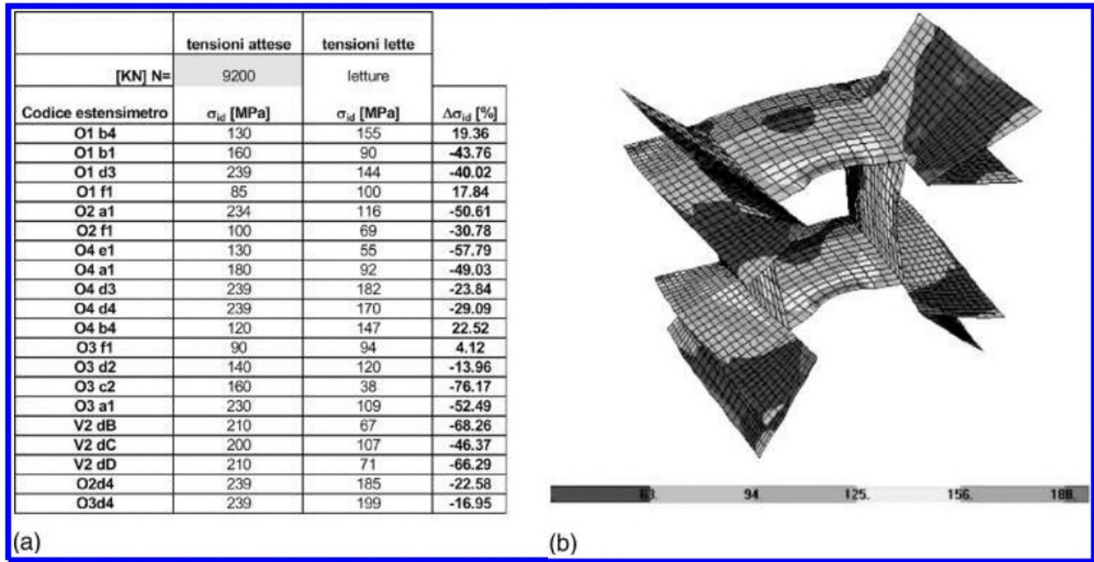 tensioni attese tensioni lette
[KN] N= 9200 letture
Codice estensimetro σid [MPa] σid [MPa] Δσid [%]
O1 b4 130 155 19.36
O1 b1 160 90 -43.76
O1 d3 239 144 -40.02
O1 f1 85 100 17.84
O2 a1 234 116 -50.61
O2 f1 100 69 -30.78
O4 e1 130 55 -57.79
O4 a1 180 92 -49.03
O4 d3 239 182 -23.84
O4 d4 239 170 -29.09
O4 b4 120 147 22.52
O3 f1 90 94 4.12
O3 d2 140 120 -13.96
O3 c2 160 38 -76.17
O3 a1 230 109 -52.49
V2 dB 210 67 -68.26
V2 dC 200 107 -46.37
V2 dD 210 71 -66.29
O2d4 239 185 -22.58
O3d4 239 199 -16.95
(a)
94 125. 156. 188.
(b)